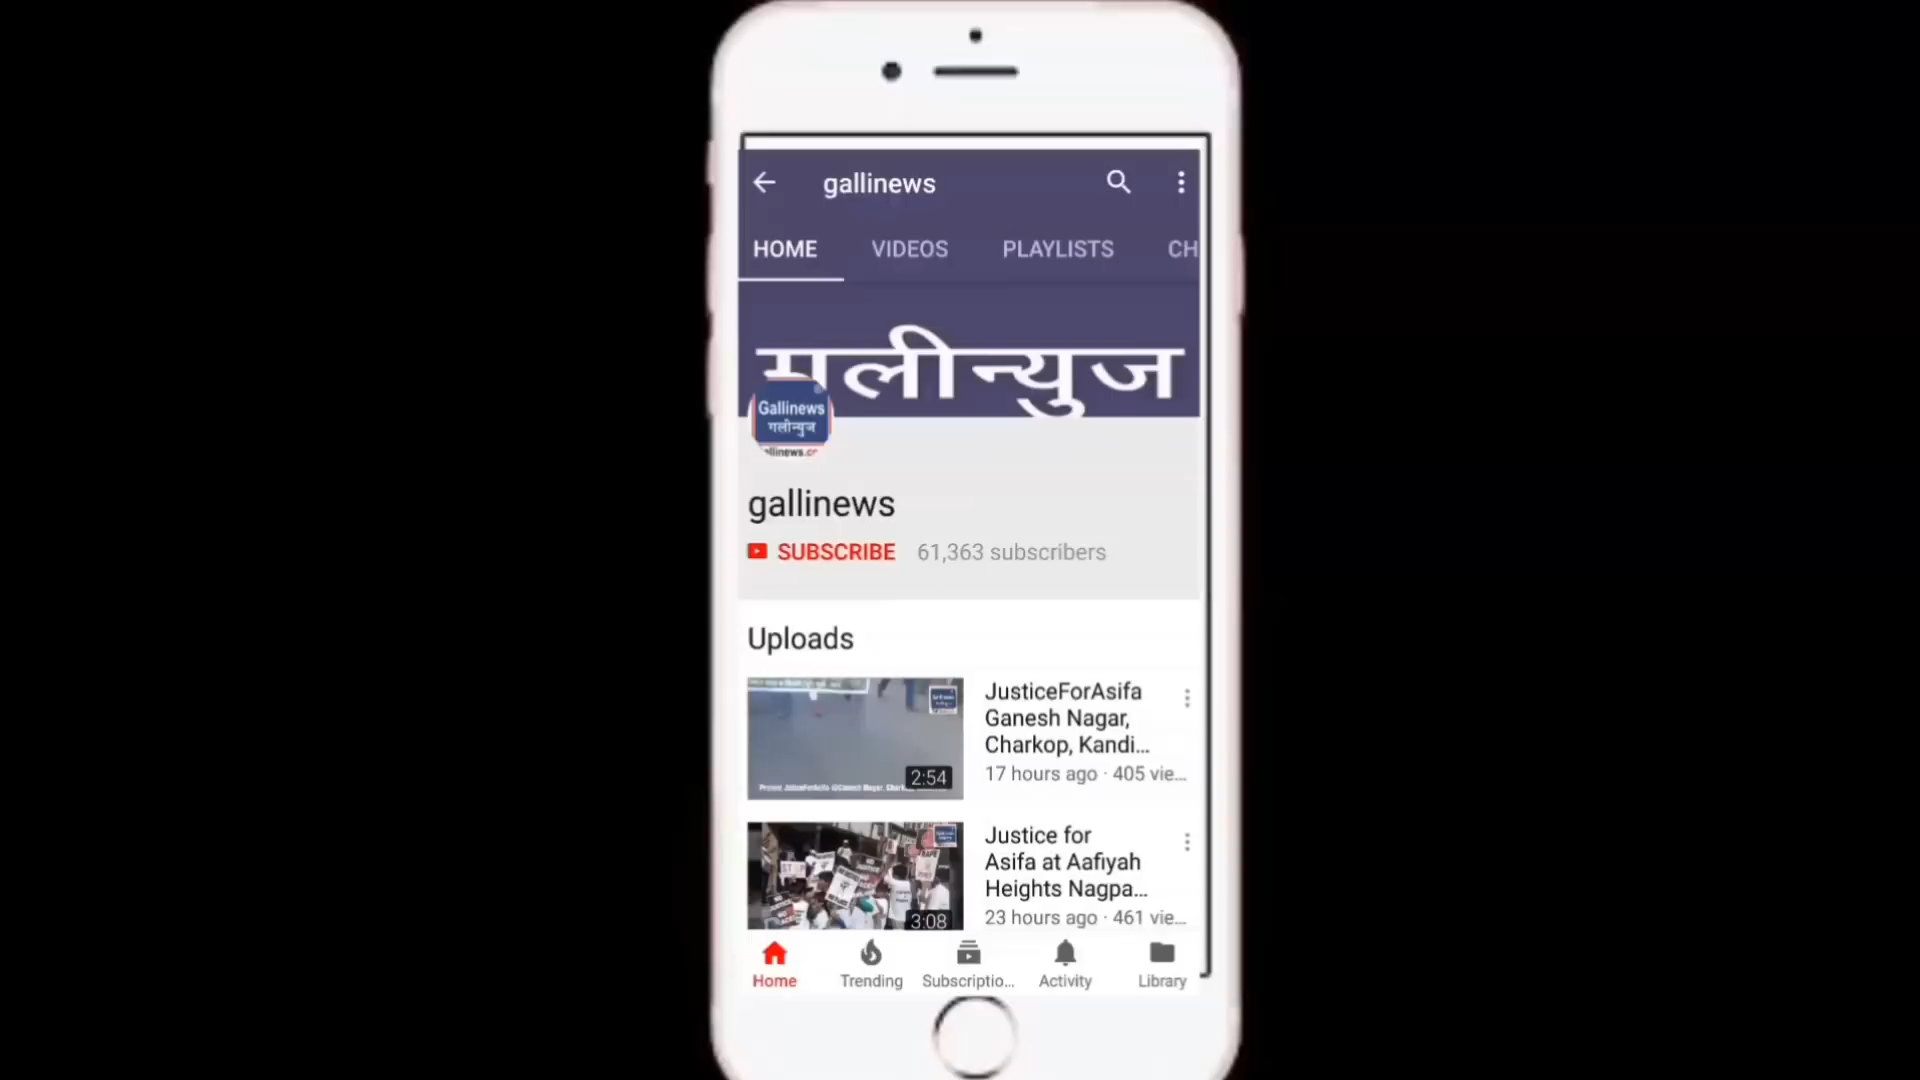 gallinews
HOME VIDEOS PLAYLISTS CH
गलीन्युज
Gallinews
गलीन्युज
gallinews
SUBSCRIBE 61,363 subscribers
Uploads
JusticeForAsifa
Ganesh Nagar,
Charkop, Kandi...
17 hours ago · 405 vie...
2:54
Justice for
Asifa at Aafiyah
Heights Nagpa...
23 hours ago · 461 vie...
3:08
Home Trending Subscriptio... Activity Library